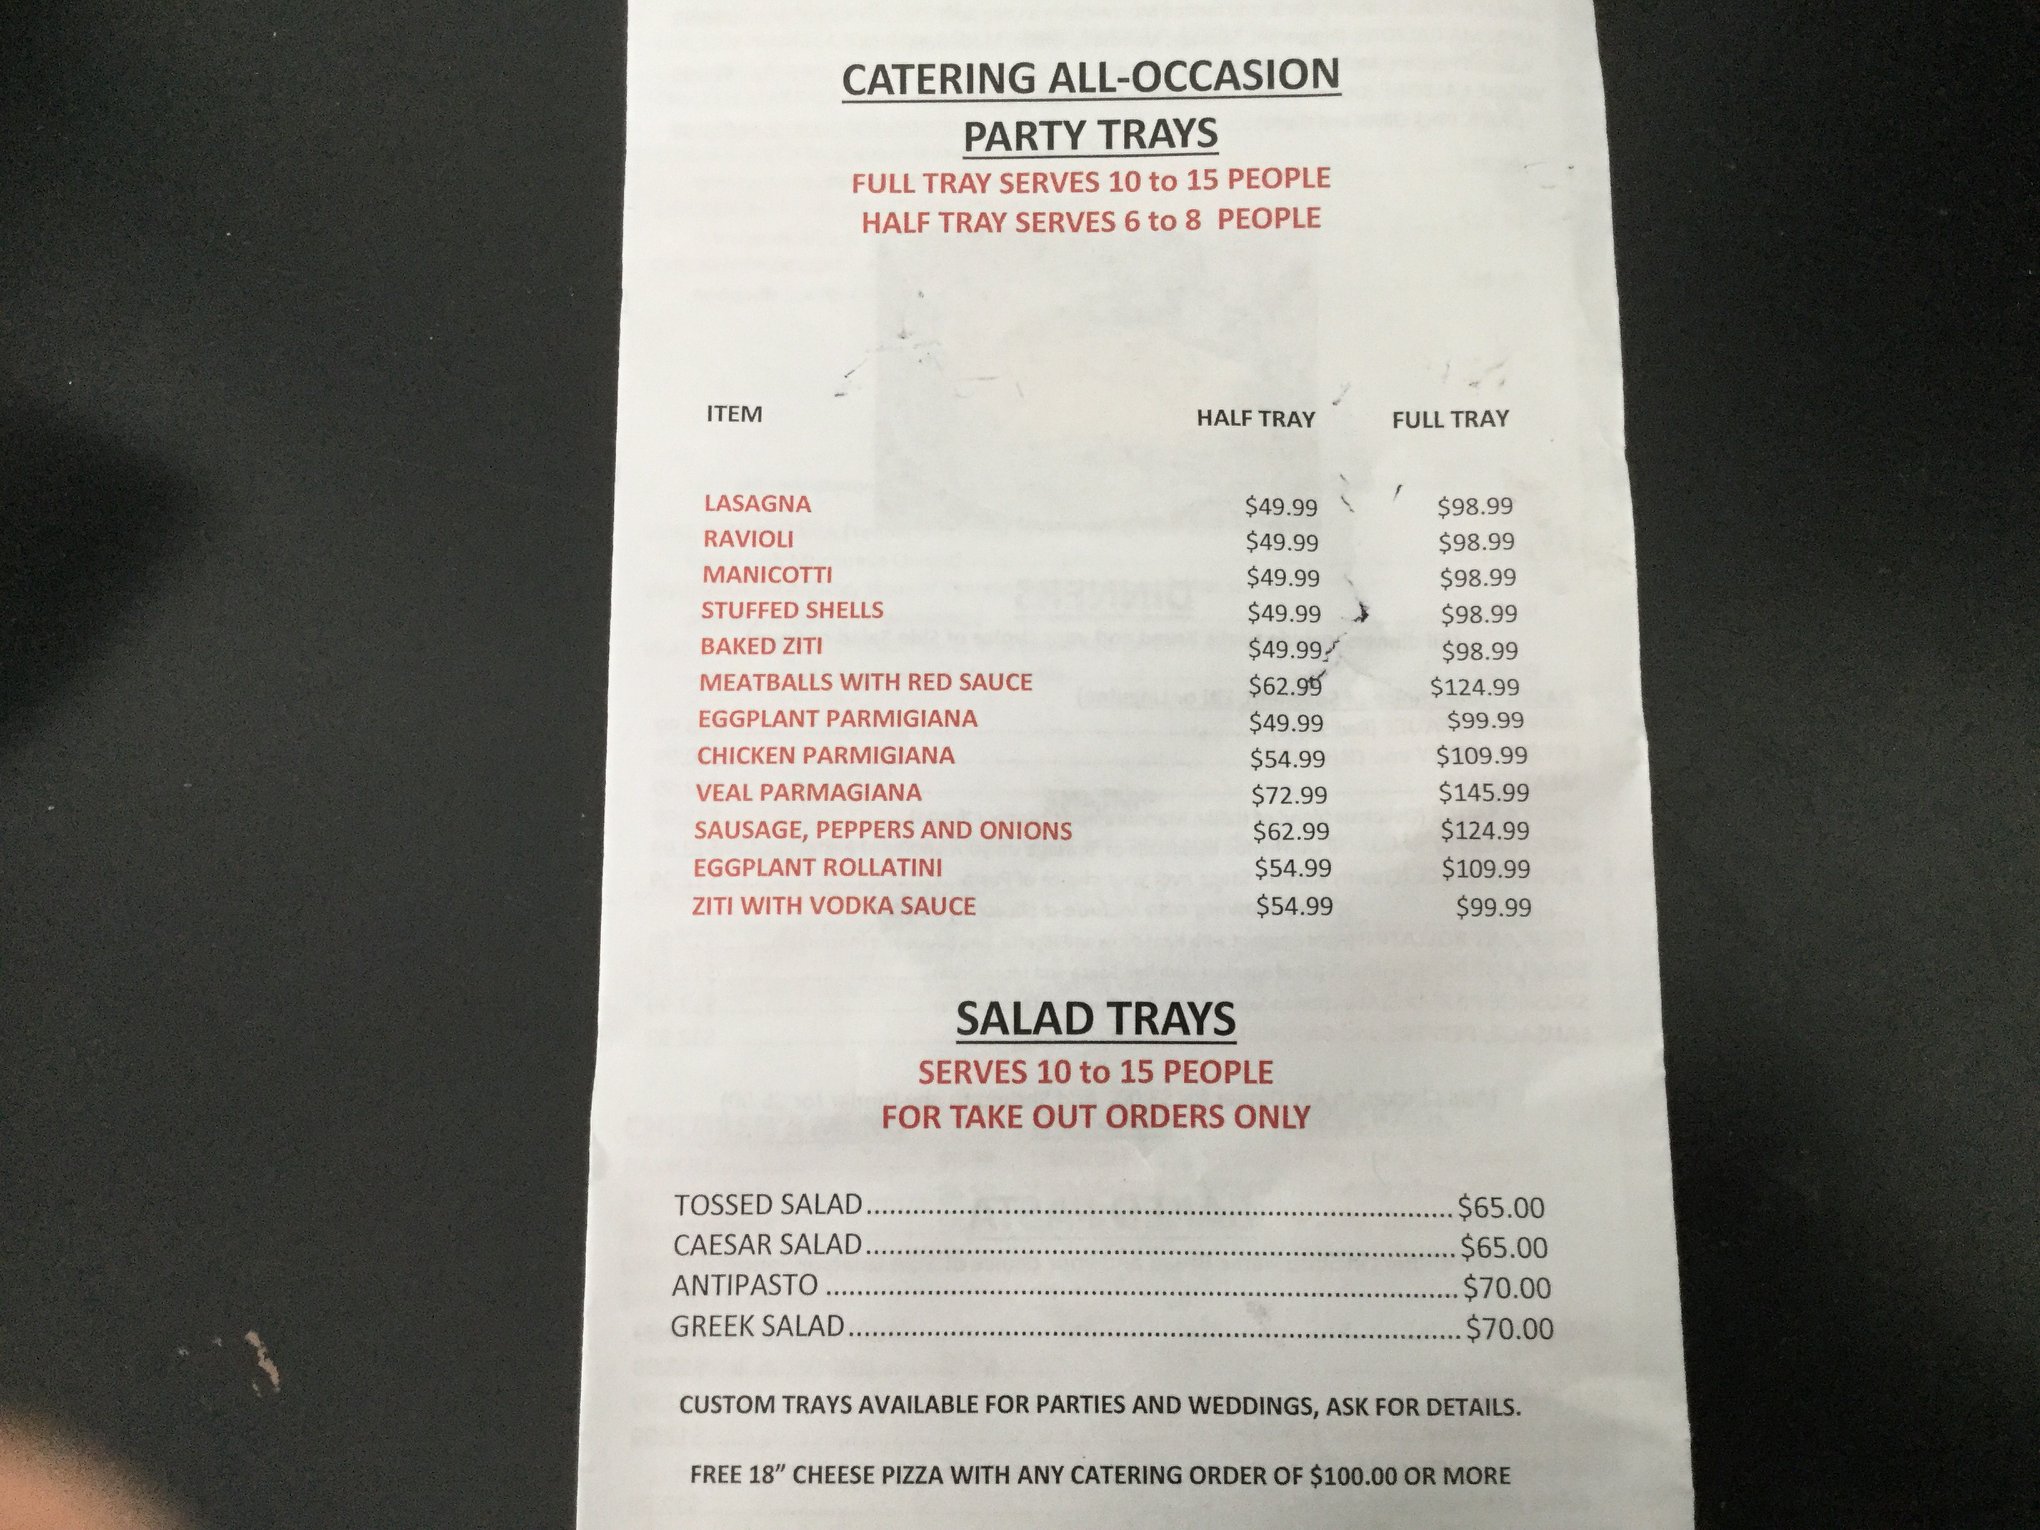 CATERING ALL-OCCASION
PARTY TRAYS
FULL TRAY SERVES 10 to 15 PEOPLE
HALF TRAY SERVES 6 to 8 PEOPLE
ITEM HALF TRAY FULL TRAY
LASAGNA $49.99 $98.99
RAVIOLI $49.99 $98.99
MANICOTTI $49.99 $98.99
STUFFED SHELLS $49.99 $98.99
BAKED ZITI $49.99 $98.99
MEATBALLS WITH RED SAUCE $62.99 $124.99
EGGPLANT PARMIGIANA $49.99 $99.99
CHICKEN PARMIGIANA $54.99 $109.99
VEAL PARMAGIANA $72.99 $145.99
SAUSAGE, PEPPERS AND ONIONS $62.99 $124.99
EGGPLANT ROLLATINI $54.99 $109.99
ZITI WITH VODKA SAUCE $54.99 $99.99
SALAD TRAYS
SERVES 10 to 15 PEOPLE
FOR TAKE OUT ORDERS ONLY
TOSSED SALAD $65.00
CAESAR SALAD $65.00
ANTIPASTO $70.00
GREEK SALAD $70.00
CUSTOM TRAYS AVAILABLE FOR PARTIES AND WEDDINGS, ASK FOR DETAILS.
FREE 18” CHEESE PIZZA WITH ANY CATERING ORDER OF $100.00 OR MORE